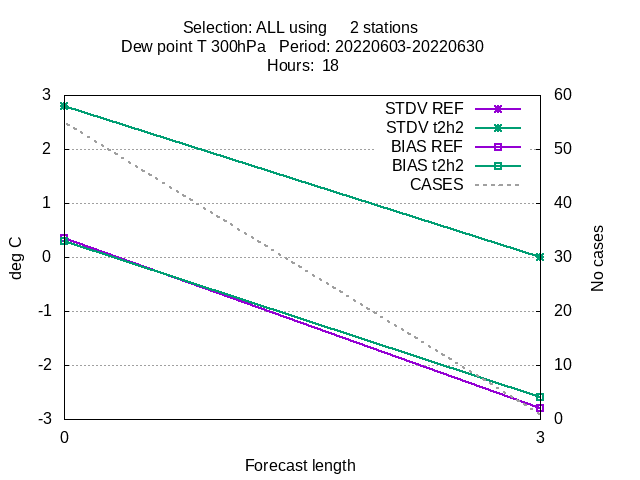 Selection: ALL using 2 stations
Dew point T 300hPa Period: 20220603-20220630
Hours: 18
STDV REF
STDV t2h2
BIAS REF
BIAS t2h2
CASES
3
2
1
0
-1
-2
-3
60
50
40
30
20
10
0
deg C
No cases
0 3
Forecast length